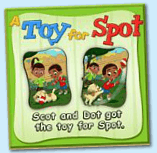 A Toy for Spot
Scot and Dot got
the toy for Spot.